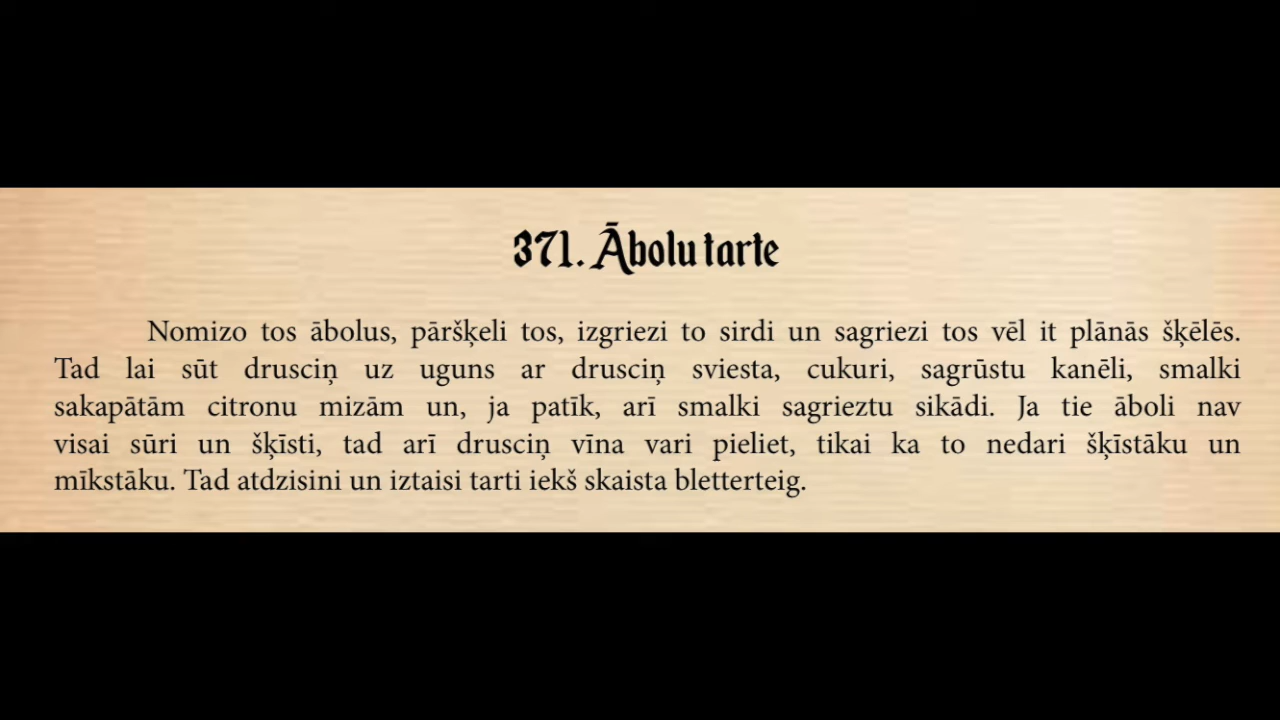 371. Ābolu tarte
Nomizo tos ābolus, pāršķeli tos, izgriezi to sirdi un sagriezi tos vēl it plānās šķēlēs.
Tad lai sūt drusciņ uz uguns ar drusciņ sviesta, cukuri, sagrūstu kanēli, smalki
sakapātām citronu mizām un, ja patīk, arī smalki sagrieztu sikādi. Ja tie āboli nav
visai sūri un šķīsti, tad arī drusciņ vīna vari pieliet, tikai ka to nedari šķīstāku un
mīkstāku. Tad atdzisini un iztaisi tarti iekš skaista bletterteig.